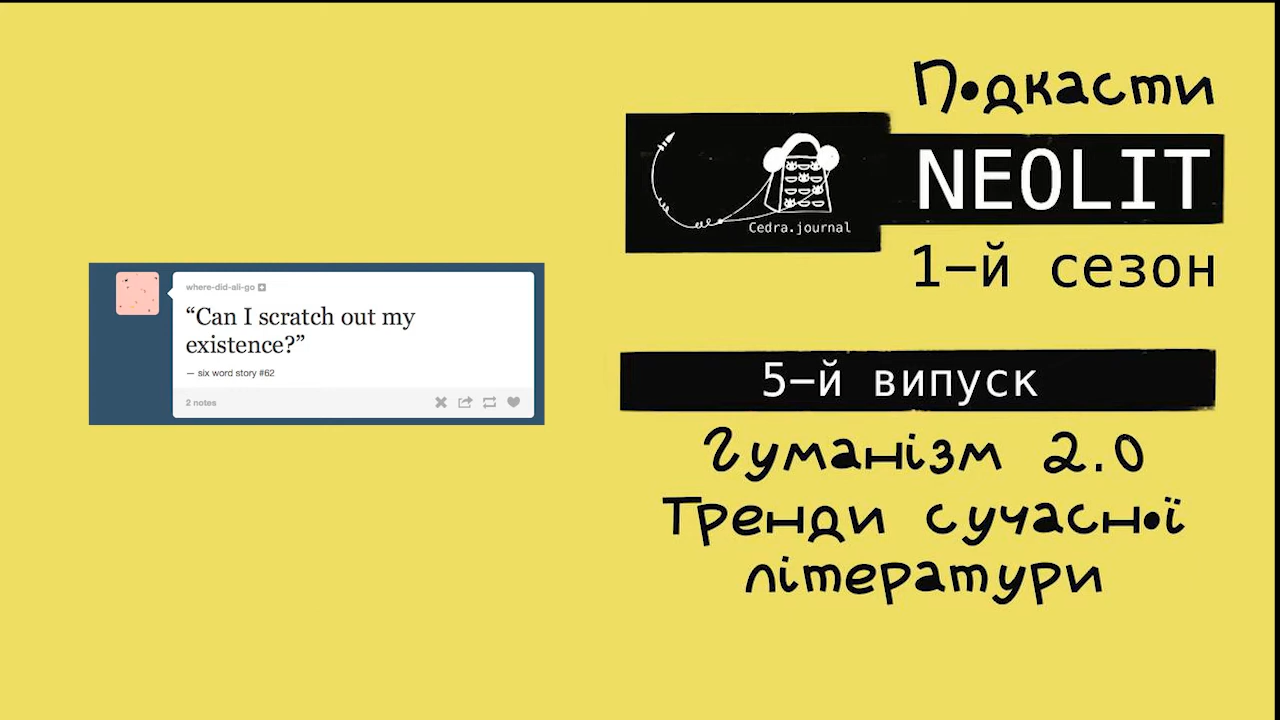 where-did-ali-go
“Can I scratch out my
existence?”
— six word story #62
2 notes
Подкасти
NEOLIT
Cedra.journal
1–й сезон
5–й випуск
Гуманізм 2.0
Тренди сучасної
літератури